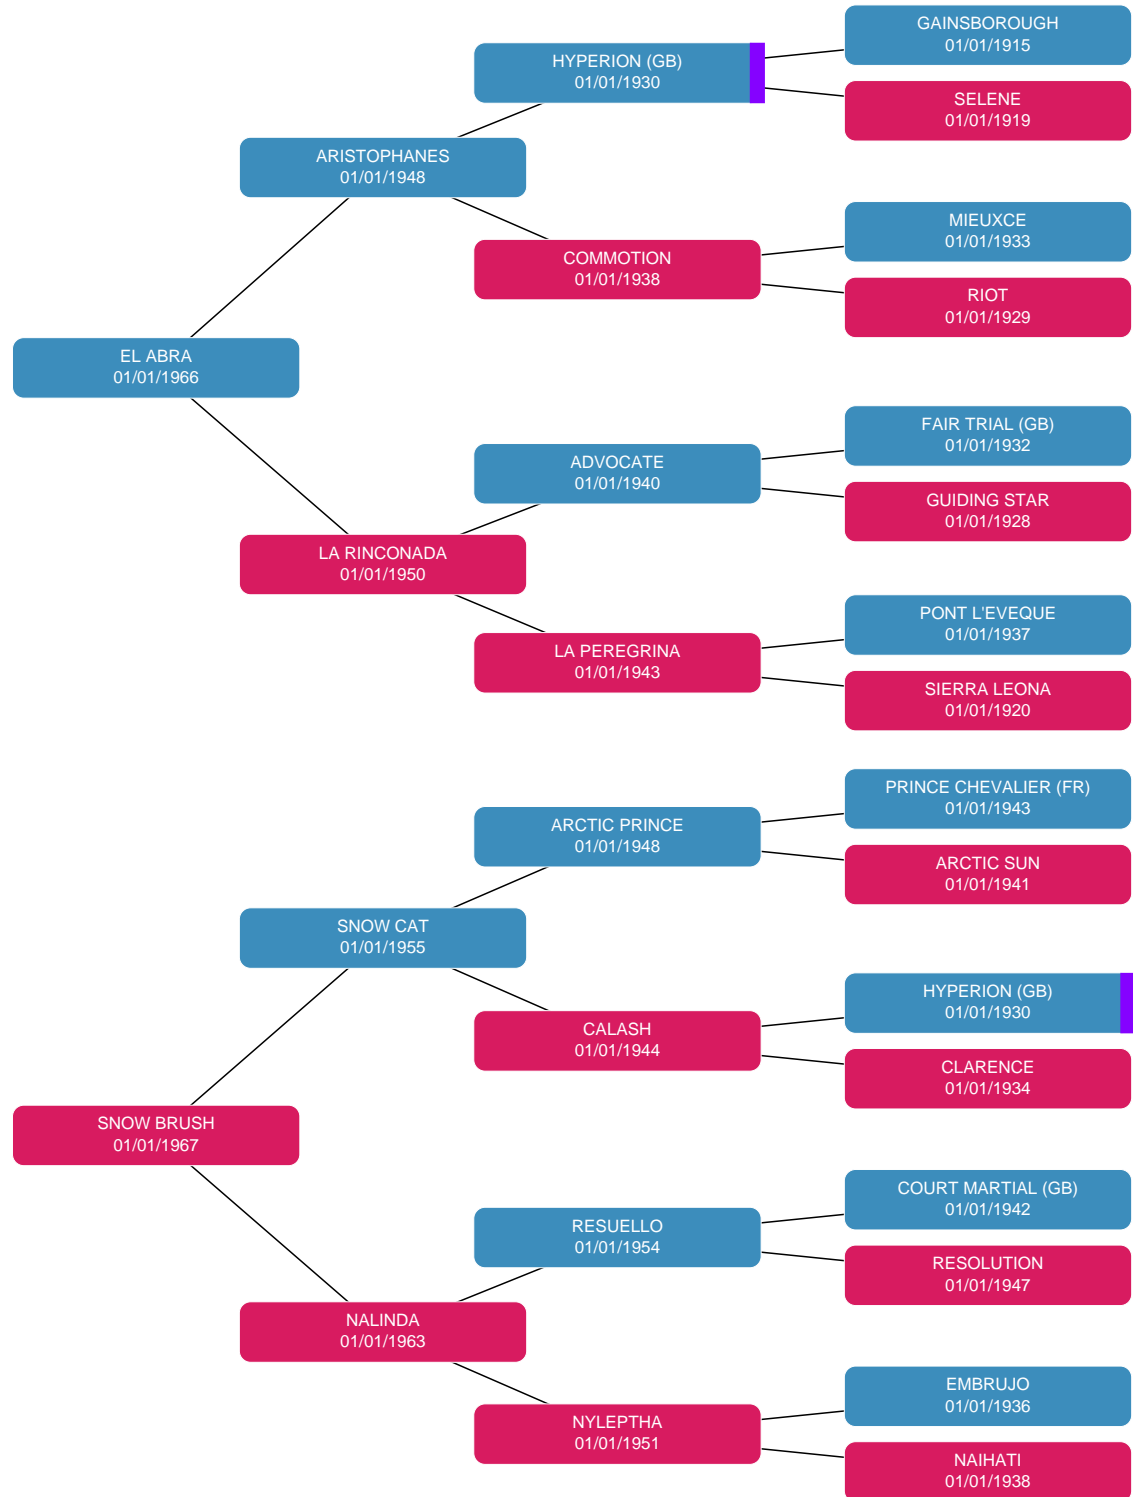 GAINSBOROUGH
01/01/1915
HYPERION (GB)
01/01/1930
SELENE
01/01/1919
ARISTOPHANES
01/01/1948
MIEUXCE
01/01/1933
COMMOTION
01/01/1938
RIOT
01/01/1929
EL ABRA
01/01/1966
FAIR TRIAL (GB)
01/01/1932
ADVOCATE
01/01/1940
GUIDING STAR
01/01/1928
LA RINCONADA
01/01/1950
PONT L'EVEQUE
01/01/1937
LA PEREGRINA
01/01/1943
SIERRA LEONA
01/01/1920
PRINCE CHEVALIER (FR)
01/01/1943
ARCTIC PRINCE
01/01/1948
ARCTIC SUN
01/01/1941
SNOW CAT
01/01/1955
HYPERION (GB)
01/01/1930
CALASH
01/01/1944
CLARENCE
01/01/1934
SNOW BRUSH
01/01/1967
COURT MARTIAL (GB)
01/01/1942
RESUELLO
01/01/1954
RESOLUTION
01/01/1947
NALINDA
01/01/1963
EMBRUJO
01/01/1936
NYLEPTHA
01/01/1951
NAIHATI
01/01/1938